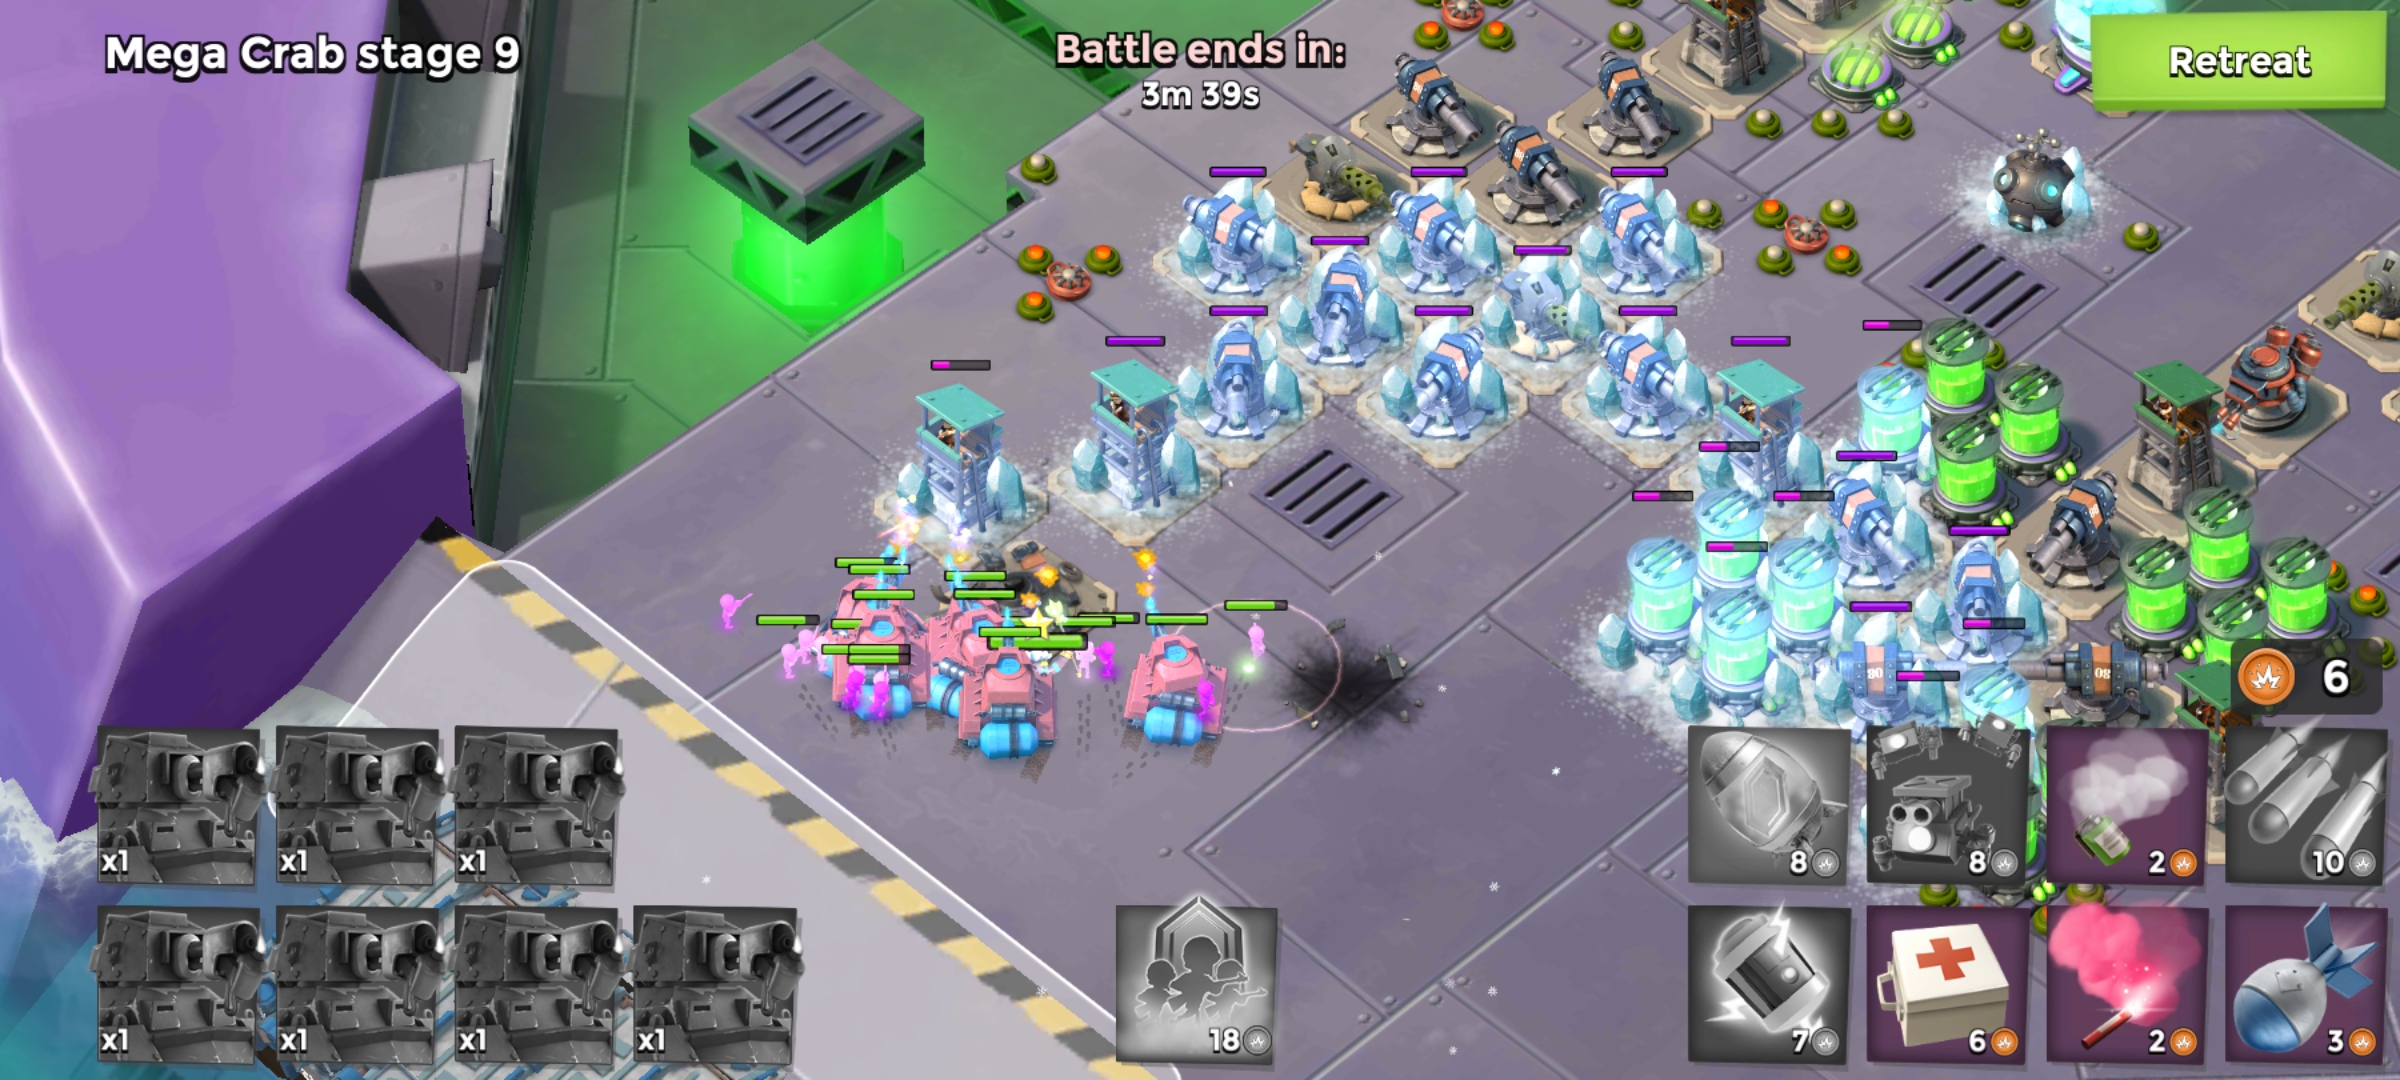 Mega Crab stage 9
Battle ends in:
3m 39s
Retreat
6
x1
x1
x1
8
8
2
10
x1
x1
x1
x1
18
7
6
2
3